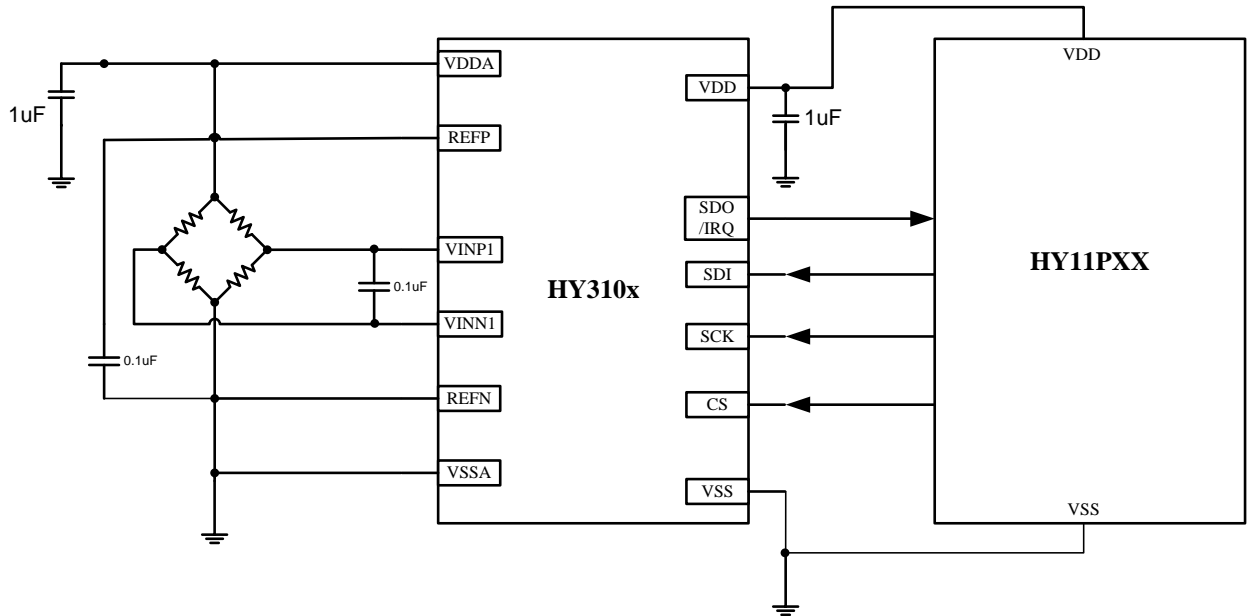 VDDA
VDD
VDD
1uF
1uF
REFP
SDO
/IRQ
VINP1
HY11PXX
SDI
HY310x
0.1uF
VINN1
SCK
0.1uF
REFN
CS
VSSA
VSS
VSS